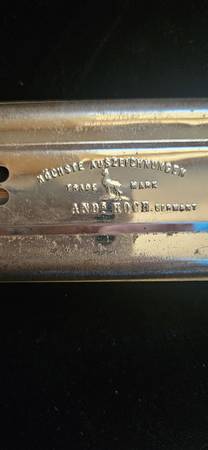 HÖCHSTE AUSZEICHNUNGEN
TRADE MARK
ANDS KOCH. GERMANY